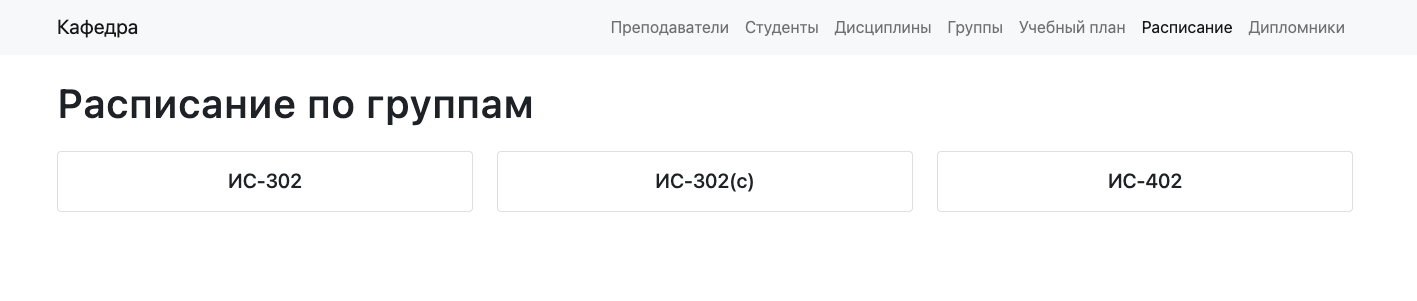 Кафедра Преподаватели Студенты Дисциплины Группы Учебный план Расписание Дипломники
Расписание по группам
ИС-302 ИС-302(с) ИС-402